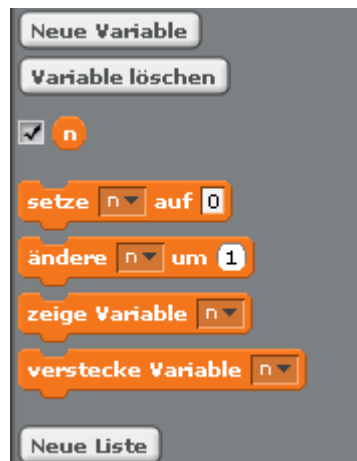 Neue Variable
Variable löschen
n
setze n auf 0
ändere n um 1
zeige Variable n
verstecke Variable n
Neue Liste